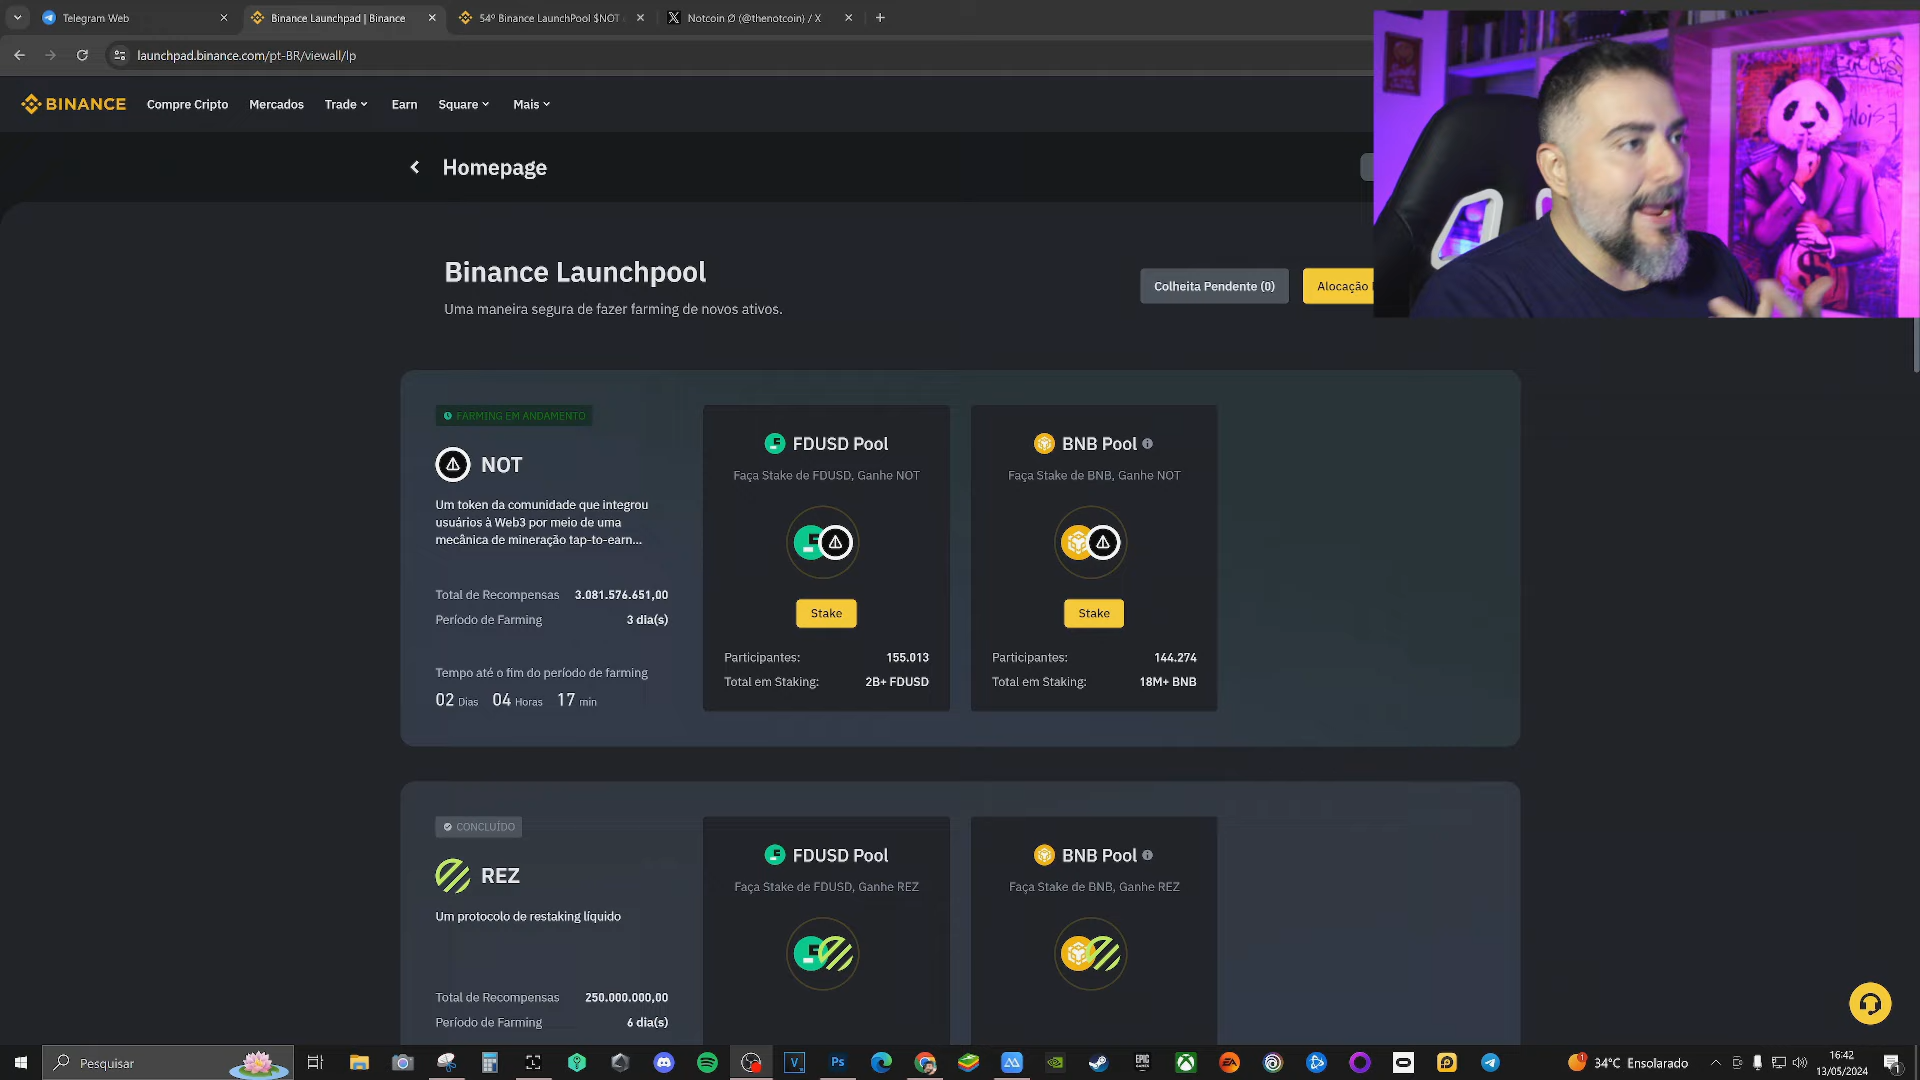 Telegram Web
Binance Launchpad | Binance
54º Binance LaunchPool $NOT
Notcoin Ø (@thenotcoin) / X
launchpad.binance.com/pt-BR/viewall/lp
BINANCE
Compre Cripto
Mercados
Trade
Earn
Square
Mais
Homepage
Binance Launchpool
Uma maneira segura de fazer farming de novos ativos.
Colheita Pendente (0)
Alocação
FARMING EM ANDAMENTO
NOT
Um token da comunidade que integrou
usuários à Web3 por meio de uma
mecânica de mineração tap-to-earn...
Total de Recompensas 3.081.576.651,00
Período de Farming 3 dia(s)
Tempo até o fim do período de farming
02 Dias 04 Horas 17 min
FDUSD Pool
Faça Stake de FDUSD, Ganhe NOT
Stake
Participantes: 155.013
Total em Staking: 2B+ FDUSD
BNB Pool
Faça Stake de BNB, Ganhe NOT
Stake
Participantes: 144.274
Total em Staking: 18M+ BNB
CONCLUÍDO
REZ
Um protocolo de restaking líquido
Total de Recompensas 250.000.000,00
Período de Farming 6 dia(s)
FDUSD Pool
Faça Stake de FDUSD, Ganhe REZ
BNB Pool
Faça Stake de BNB, Ganhe REZ
Pesquisar
34°C Ensolarado
16:42
13/05/2024